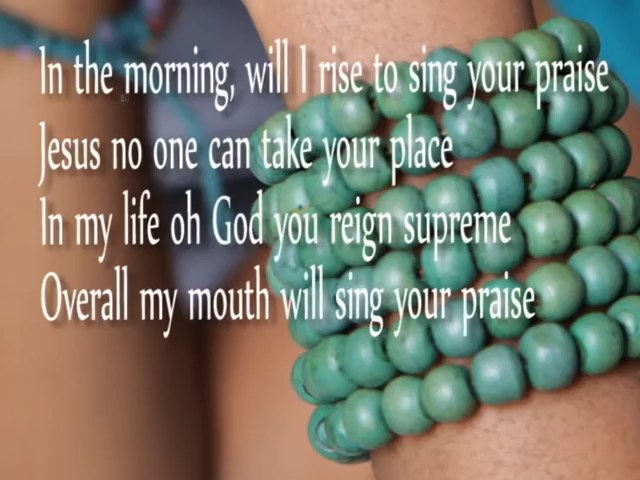 In the morning, will I rise to sing your praise
Jesus no one can take your place
In my life oh God you reign supreme
Overall my mouth will sing your praise